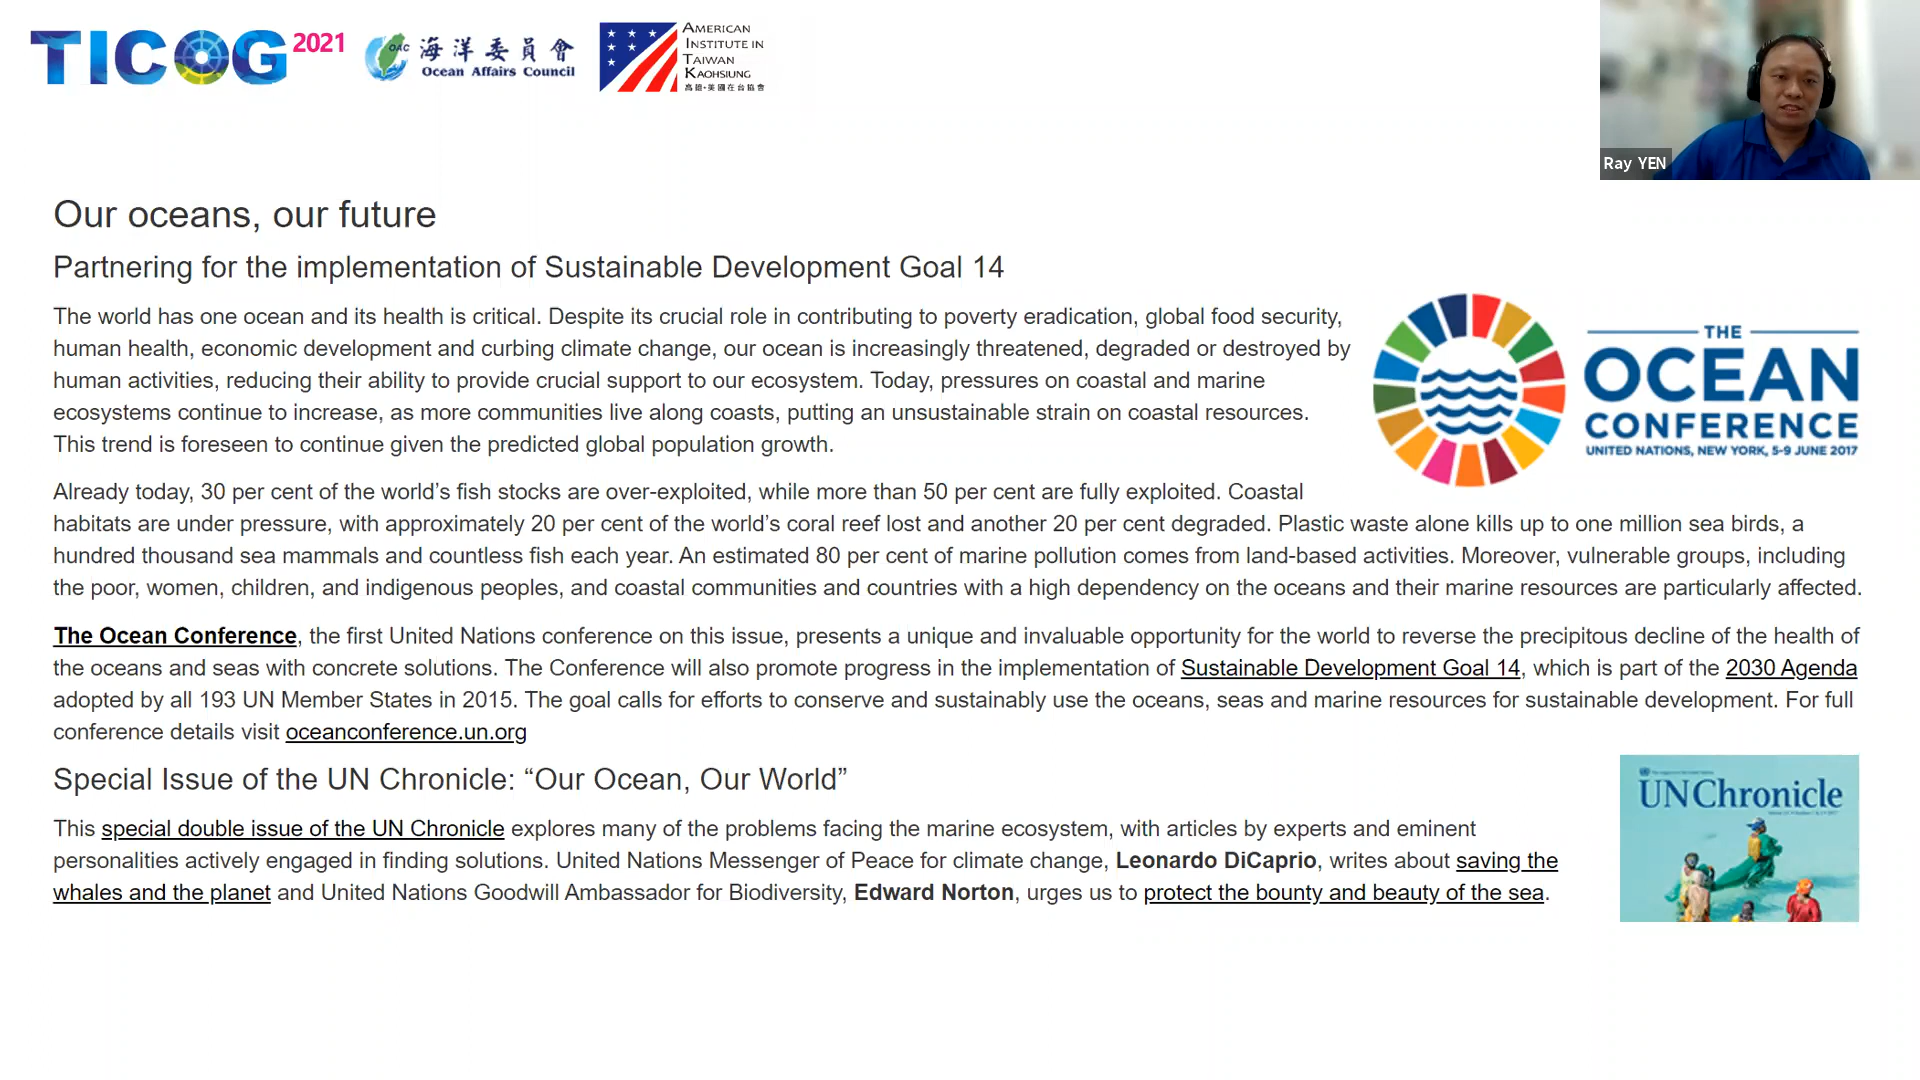 TICOG 2021
OAC
海洋委員會
Ocean Affairs Council
AMERICAN
INSTITUTE IN
TAIWAN
KAOHSIUNG
高雄•美國在台協會
Ray YEN
Our oceans, our future
Partnering for the implementation of Sustainable Development Goal 14
The world has one ocean and its health is critical. Despite its crucial role in contributing to poverty eradication, global food security,
human health, economic development and curbing climate change, our ocean is increasingly threatened, degraded or destroyed by
human activities, reducing their ability to provide crucial support to our ecosystem. Today, pressures on coastal and marine
ecosystems continue to increase, as more communities live along coasts, putting an unsustainable strain on coastal resources.
This trend is foreseen to continue given the predicted global population growth.
THE
OCEAN
CONFERENCE
UNITED NATIONS, NEW YORK, 5-9 JUNE 2017
Already today, 30 per cent of the world’s fish stocks are over-exploited, while more than 50 per cent are fully exploited. Coastal
habitats are under pressure, with approximately 20 per cent of the world’s coral reef lost and another 20 per cent degraded. Plastic waste alone kills up to one million sea birds, a
hundred thousand sea mammals and countless fish each year. An estimated 80 per cent of marine pollution comes from land-based activities. Moreover, vulnerable groups, including
the poor, women, children, and indigenous peoples, and coastal communities and countries with a high dependency on the oceans and their marine resources are particularly affected.
The Ocean Conference, the first United Nations conference on this issue, presents a unique and invaluable opportunity for the world to reverse the precipitous decline of the health of
the oceans and seas with concrete solutions. The Conference will also promote progress in the implementation of Sustainable Development Goal 14, which is part of the 2030 Agenda
adopted by all 193 UN Member States in 2015. The goal calls for efforts to conserve and sustainably use the oceans, seas and marine resources for sustainable development. For full
conference details visit oceanconference.un.org
Special Issue of the UN Chronicle: “Our Ocean, Our World”
This special double issue of the UN Chronicle explores many of the problems facing the marine ecosystem, with articles by experts and eminent
personalities actively engaged in finding solutions. United Nations Messenger of Peace for climate change, Leonardo DiCaprio, writes about saving the
whales and the planet and United Nations Goodwill Ambassador for Biodiversity, Edward Norton, urges us to protect the bounty and beauty of the sea.
UN Chronicle